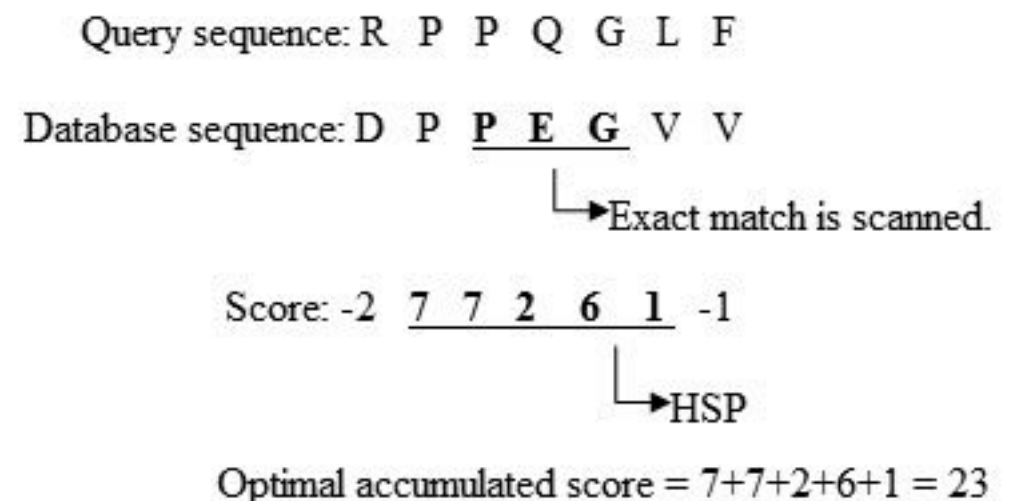 Query sequence: R P P Q G L F
Database sequence: D P P E G V V
Exact match is scanned.
Score: -2 7 7 2 6 1 -1
HSP
Optimal accumulated score = 7+7+2+6+1 = 23